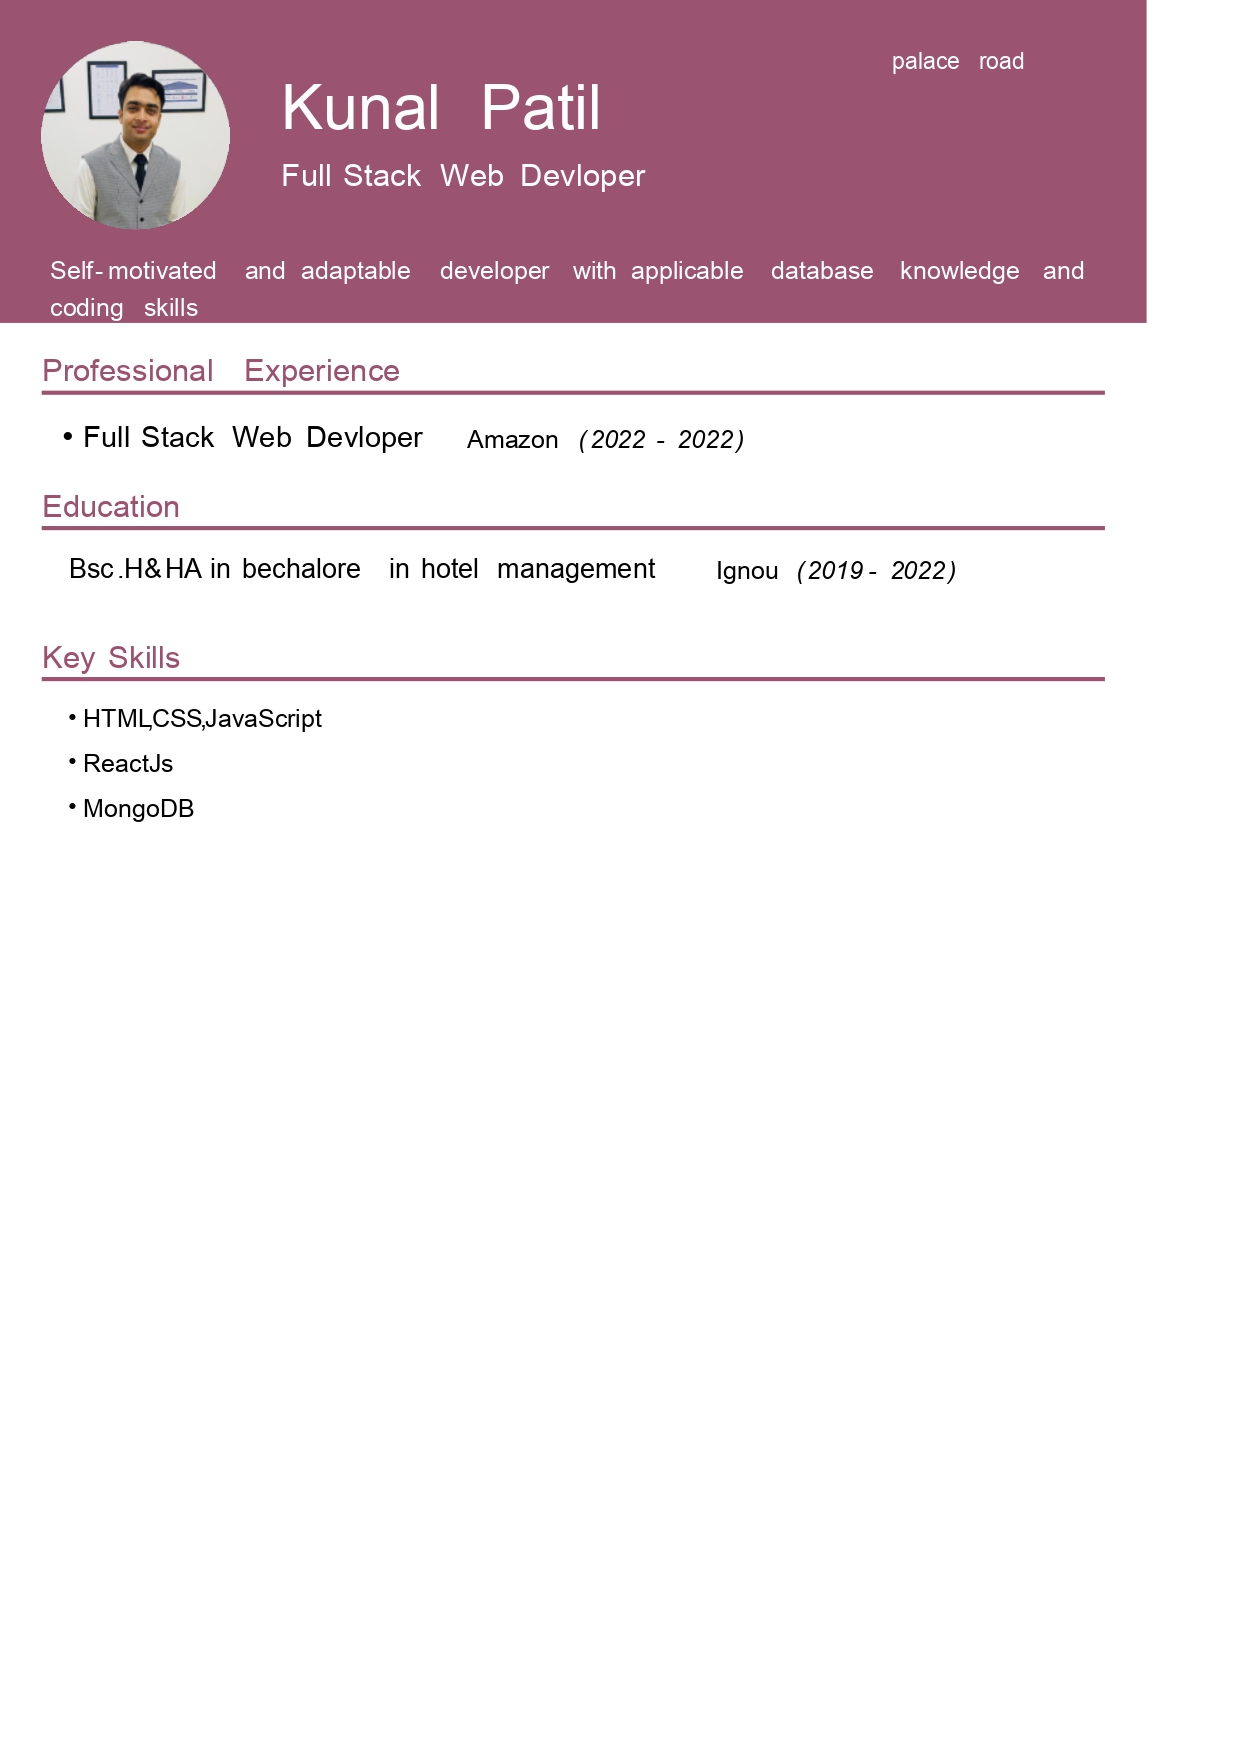 palace road
Kunal Patil
Full Stack Web Devloper
Self-motivated and adaptable developer with applicable database knowledge and
coding skills
Professional Experience
• Full Stack Web Devloper Amazon (2022 - 2022)
Education
Bsc.H&HA in bechalore in hotel management Ignou (2019 - 2022)
Key Skills
• HTML,CSS,JavaScript
• ReactJs
• MongoDB